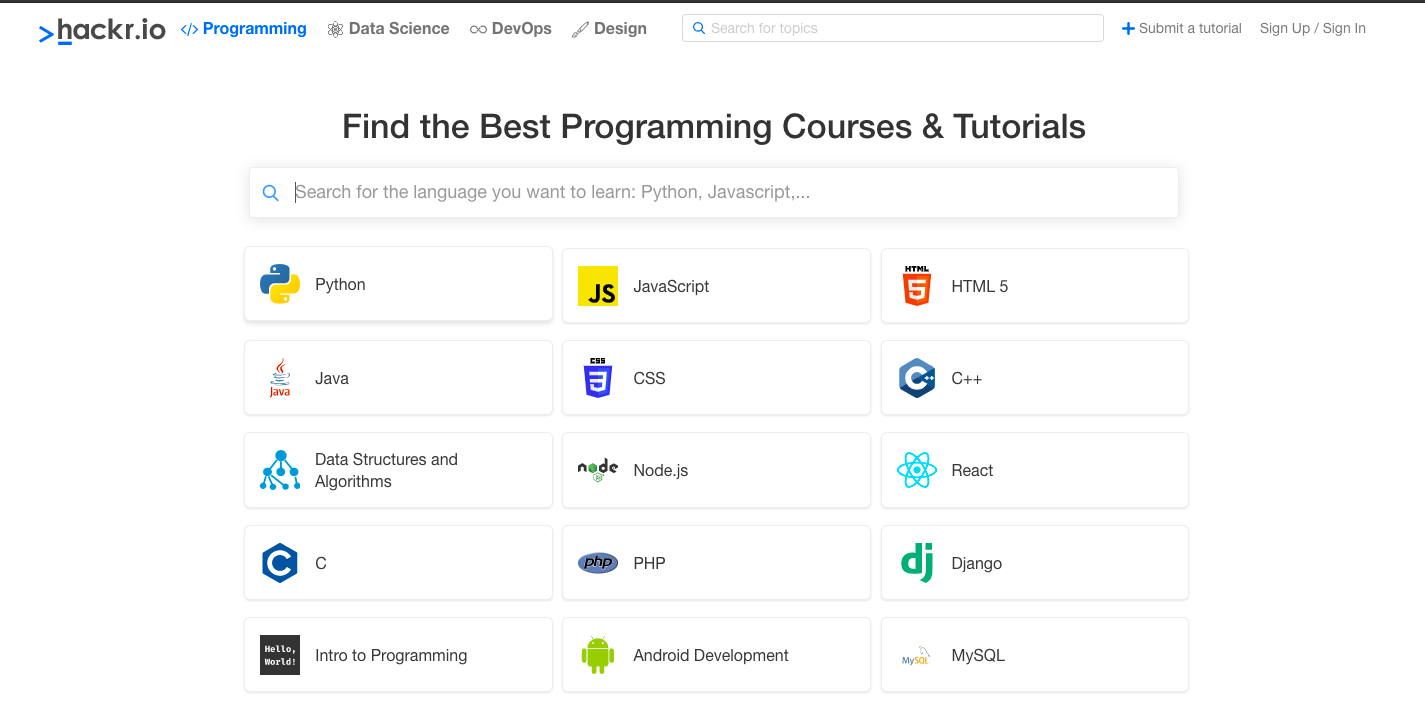 >hackr.io </> Programming Data Science DevOps Design Search for topics + Submit a tutorial Sign Up / Sign In
Find the Best Programming Courses & Tutorials
Search for the language you want to learn: Python, Javascript,...
Python
JS JavaScript
HTML 5 HTML 5
Java Java
CSS 3 CSS
C++ C++
Data Structures and
Algorithms
node JS Node.js
React
C C
php PHP
dj Django
Hello,
World!
Intro to Programming
Android Development
MySQL MySQL